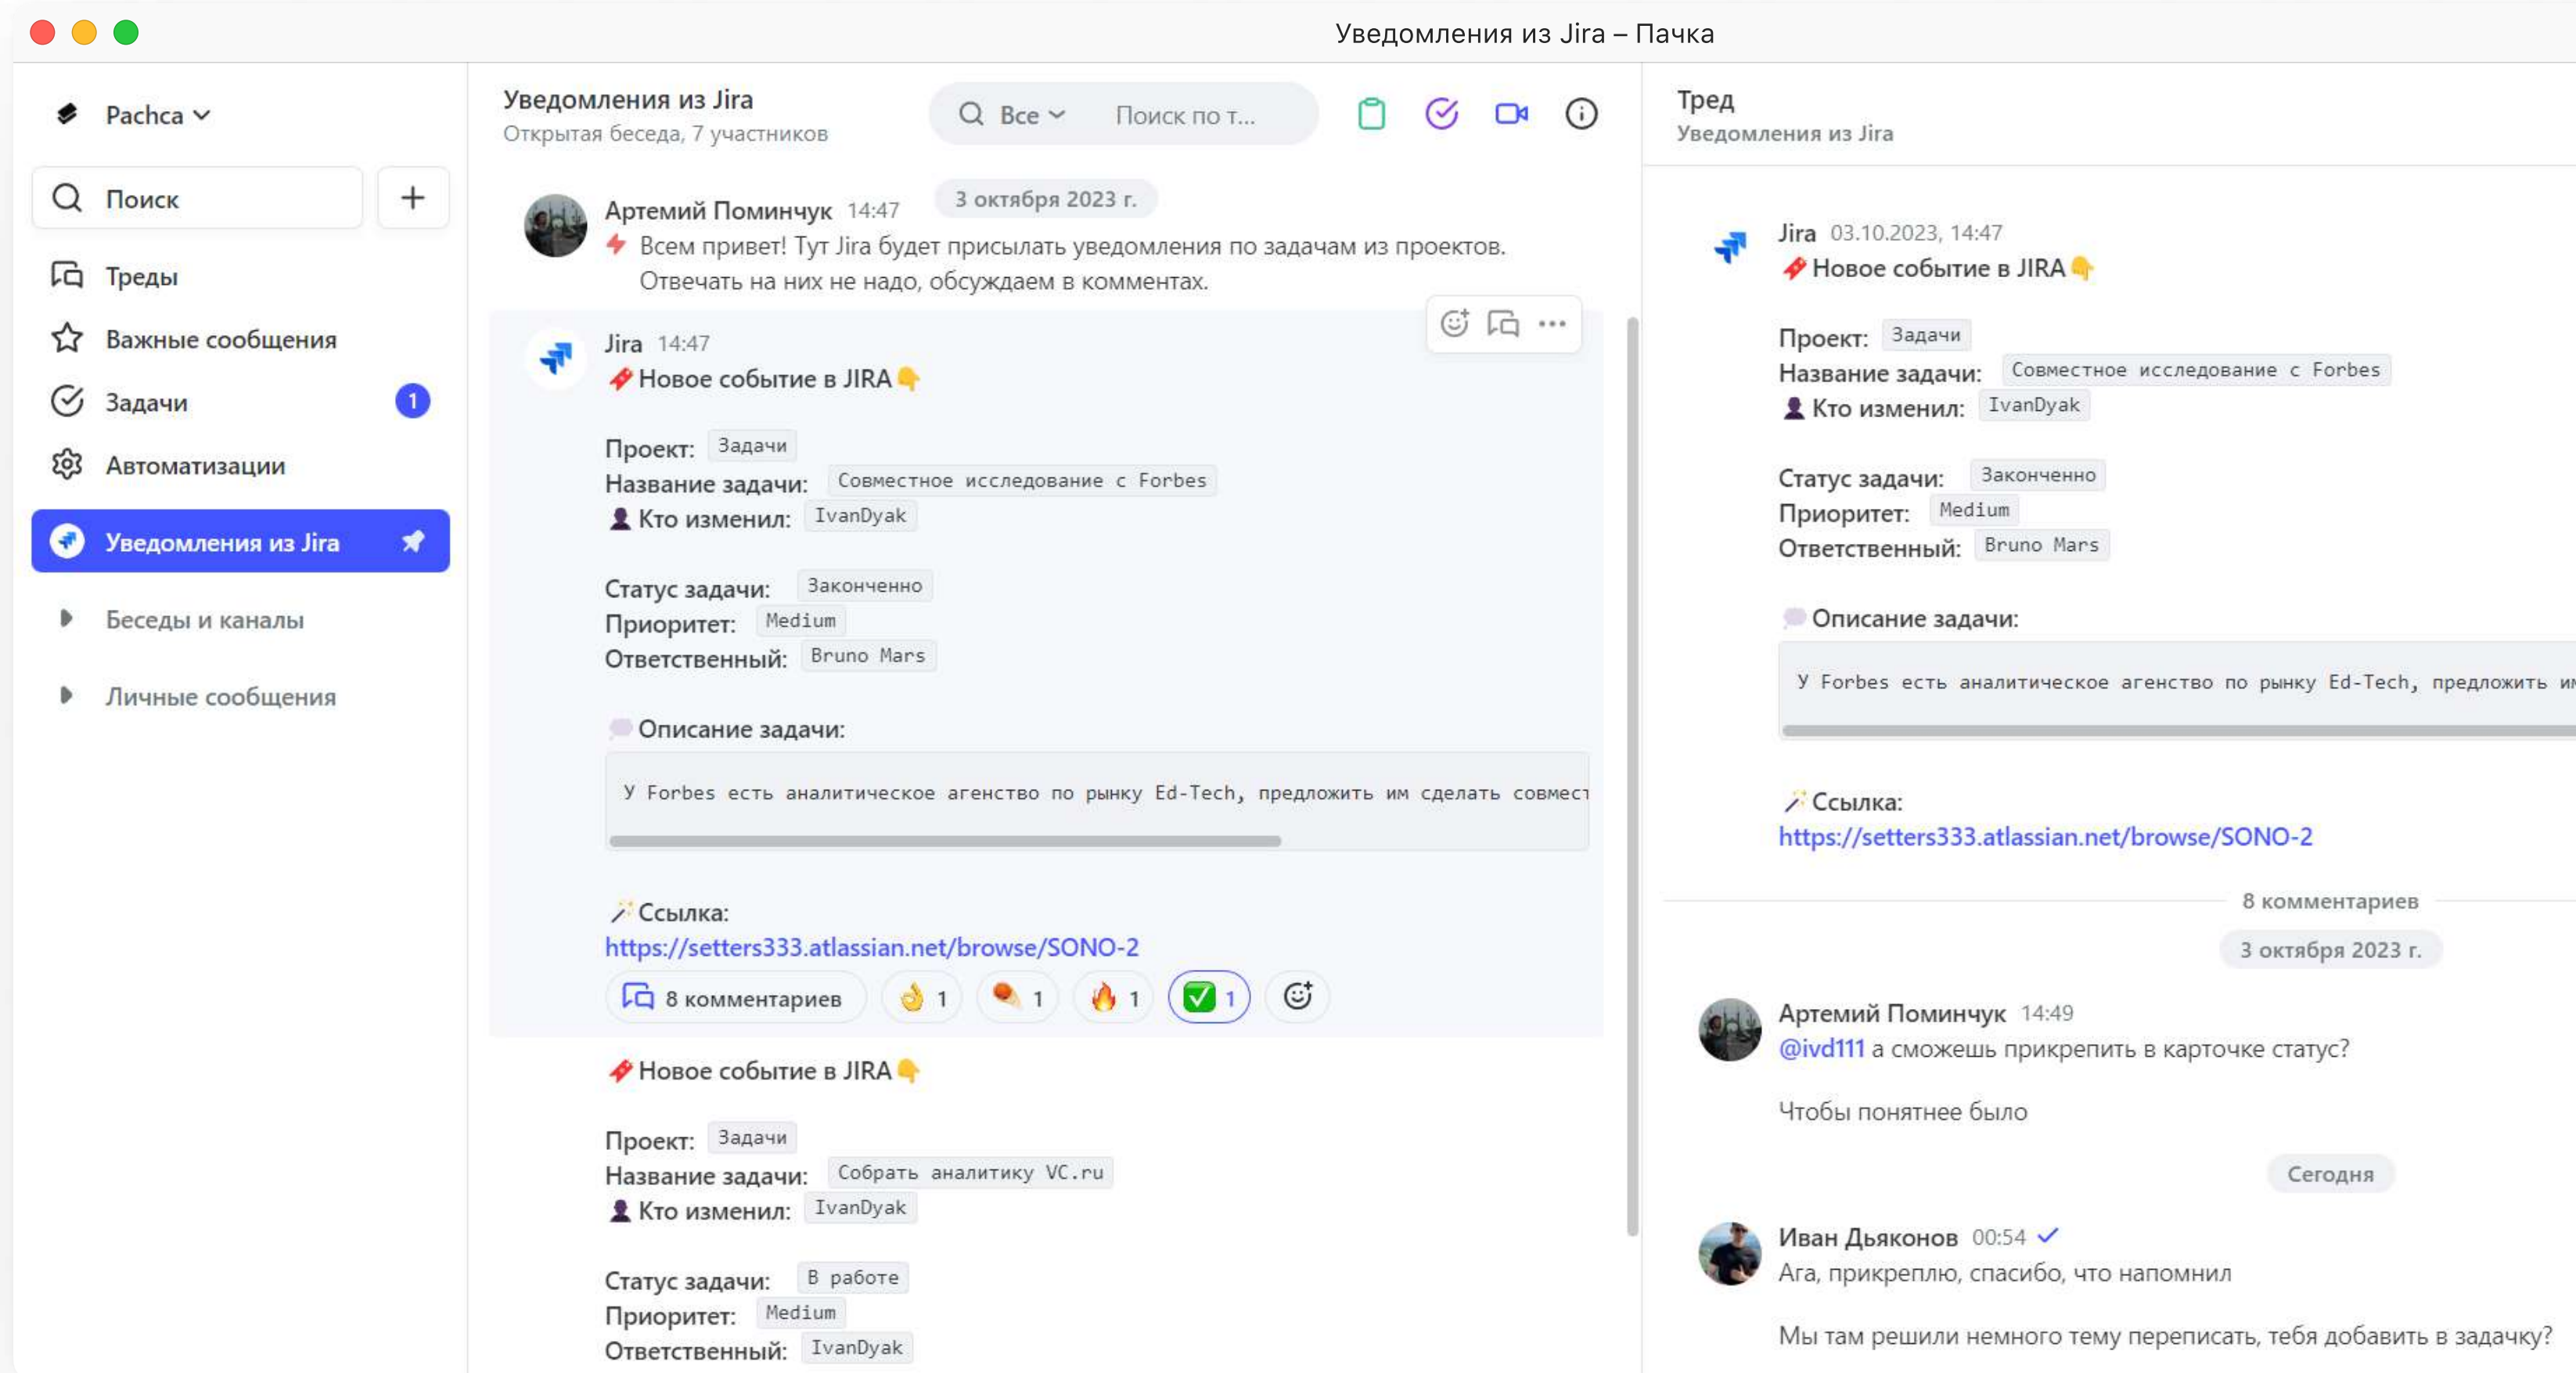 Уведомления из Jira – Пачка
Pachca
Поиск
Треды
Важные сообщения
Задачи 1
Автоматизации
Уведомления из Jira
Беседы и каналы
Личные сообщения
Уведомления из Jira
Открытая беседа, 7 участников
Все Поиск по т...
3 октября 2023 г.
Артемий Поминчук 14:47
Всем привет! Тут Jira будет присылать уведомления по задачам из проектов.
Отвечать на них не надо, обсуждаем в комментах.
Jira 14:47
Новое событие в JIRA
Проект: Задачи
Название задачи: Совместное исследование с Forbes
Кто изменил: IvanDyak
Статус задачи: Законченно
Приоритет: Medium
Ответственный: Bruno Mars
Описание задачи:
У Forbes есть аналитическое агенство по рынку Ed-Tech, предложить им сделать совмест
Ссылка:
https://setters333.atlassian.net/browse/SONO-2
8 комментариев 1 1 1 1
Новое событие в JIRA
Проект: Задачи
Название задачи: Собрать аналитику VC.ru
Кто изменил: IvanDyak
Статус задачи: В работе
Приоритет: Medium
Ответственный: IvanDyak
Тред
Уведомления из Jira
Jira 03.10.2023, 14:47
Новое событие в JIRA
Проект: Задачи
Название задачи: Совместное исследование с Forbes
Кто изменил: IvanDyak
Статус задачи: Законченно
Приоритет: Medium
Ответственный: Bruno Mars
Описание задачи:
У Forbes есть аналитическое агенство по рынку Ed-Tech, предложить им
Ссылка:
https://setters333.atlassian.net/browse/SONO-2
8 комментариев
3 октября 2023 г.
Артемий Поминчук 14:49
@ivd111 а сможешь прикрепить в карточке статус?
Чтобы понятнее было
Сегодня
Иван Дьяконов 00:54
Ага, прикреплю, спасибо, что напомнил
Мы там решили немного тему переписать, тебя добавить в задачку?